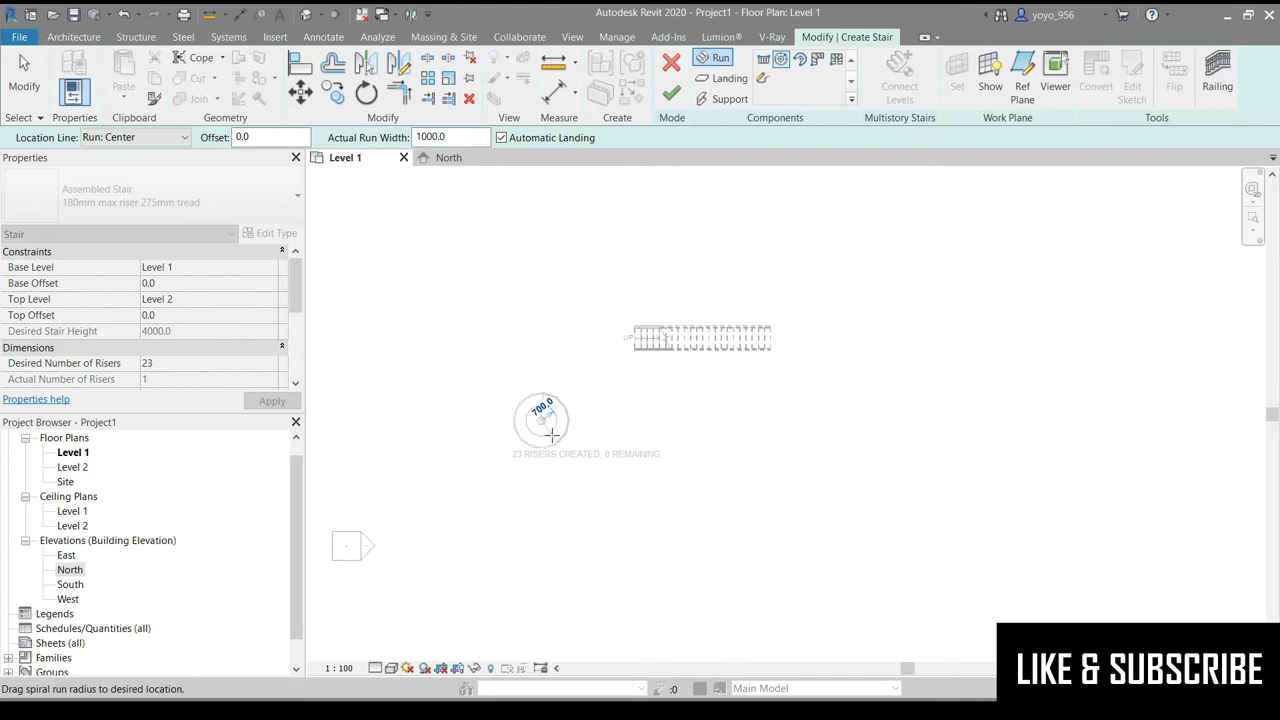 Autodesk Revit 2020 - Project1 - Floor Plan: Level 1
yoyo_956
File
Architecture
Structure
Steel
Systems
Insert
Annotate
Analyze
Massing & Site
Collaborate
View
Manage
Add-Ins
Lumion®
V-Ray
Modify | Create Stair
Modify
Properties
Paste
Cope
Cut
Join
Run
Landing
Support
Connect
Levels
Set
Show
Ref
Plane
Viewer
Convert
Edit
Sketch
Flip
Railing
Select
Properties
Clipboard
Geometry
Modify
View
Measure
Create
Mode
Components
Multistory Stairs
Work Plane
Tools
Location Line: Run: Center
Offset: 0.0
Actual Run Width: 1000.0
Automatic Landing
Properties
Level 1
North
Assembled Stair
180mm max riser 275mm tread
Stair
Edit Type
Constraints
Base Level Level 1
Base Offset 0.0
Top Level Level 2
Top Offset 0.0
Desired Stair Height 4000.0
Dimensions
Desired Number of Risers 23
Actual Number of Risers 1
Properties help
Apply
UP
700.0
23 RISERS CREATED, 0 REMAINING
Project Browser - Project1
Floor Plans
Level 1
Level 2
Site
Ceiling Plans
Level 1
Level 2
Elevations (Building Elevation)
East
North
South
West
Legends
Schedules/Quantities (all)
Sheets (all)
Families
Groups
1 : 100
Drag spiral run radius to desired location.
:0
Main Model
LIKE & SUBSCRIBE